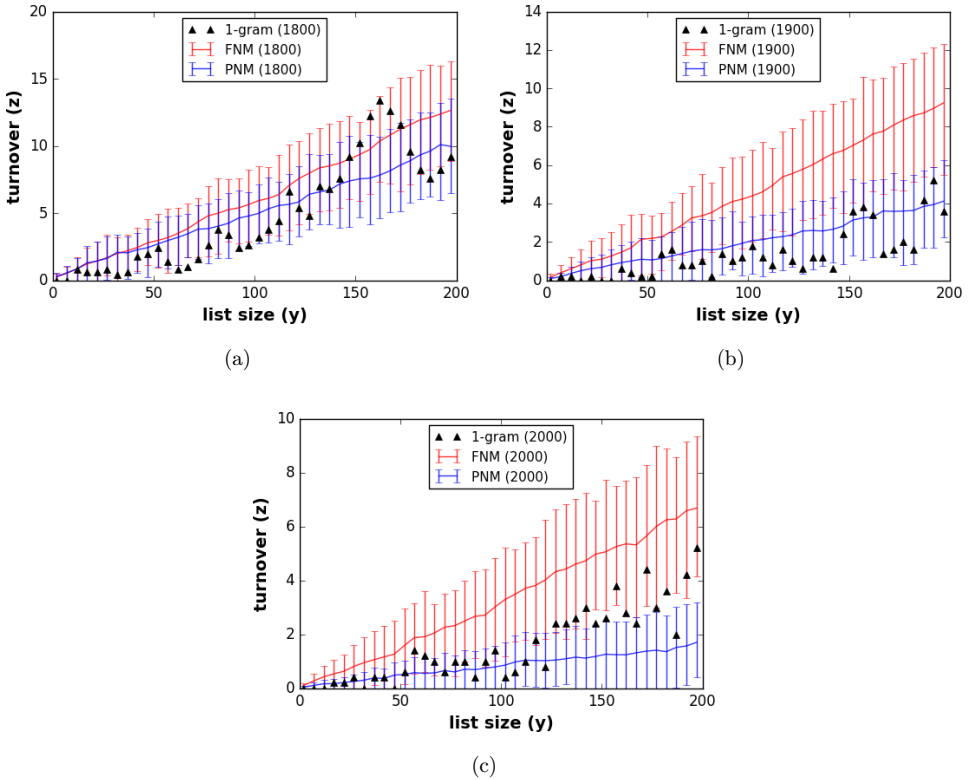 20
15
10
5
0
0
50
100
150
200
turnover (z)
list size (y)
1-gram (1800)
FNM (1800)
PNM (1800)
(a)
14
12
10
8
6
4
2
0
0
50
100
150
200
turnover (z)
list size (y)
1-gram (1900)
FNM (1900)
PNM (1900)
(b)
10
8
6
4
2
0
0
50
100
150
200
turnover (z)
list size (y)
1-gram (2000)
FNM (2000)
PNM (2000)
(c)